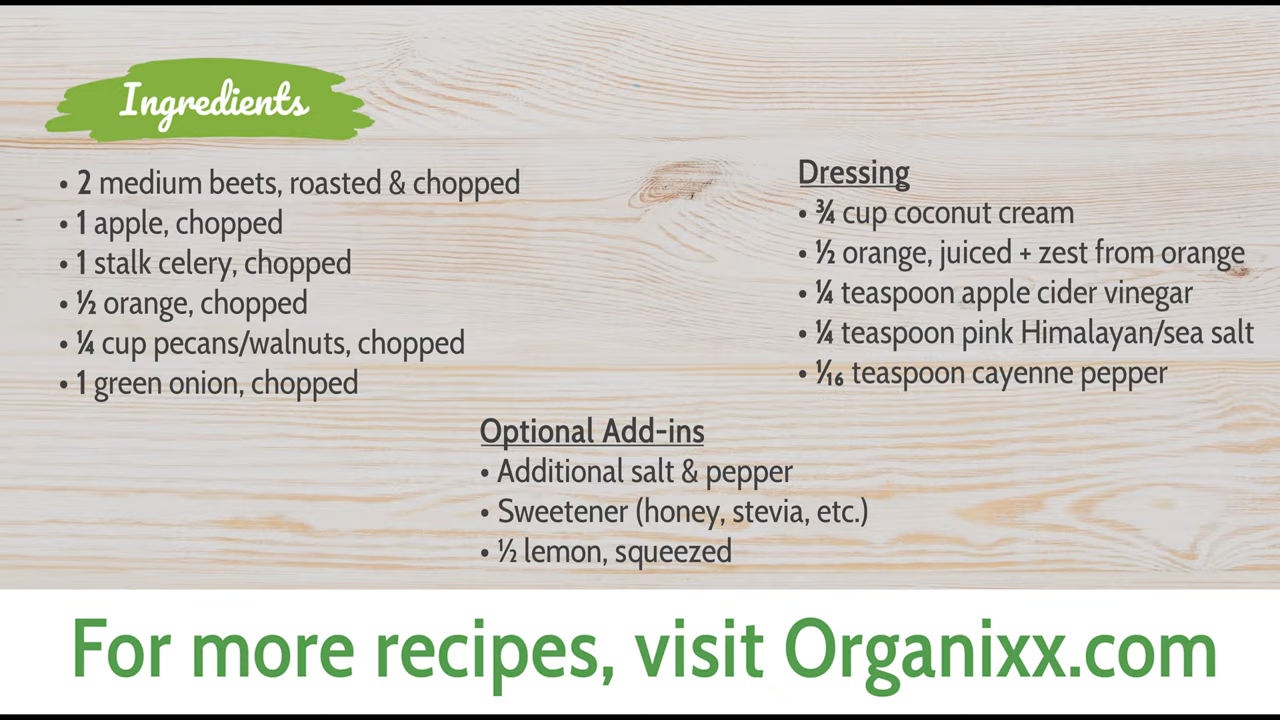 Ingredients
• 2 medium beets, roasted & chopped
• 1 apple, chopped
• 1 stalk celery, chopped
• ½ orange, chopped
• ¼ cup pecans/walnuts, chopped
• 1 green onion, chopped
Dressing
• ¾ cup coconut cream
• ½ orange, juiced + zest from orange
• ¼ teaspoon apple cider vinegar
• ¼ teaspoon pink Himalayan/sea salt
• ⅟₁₆ teaspoon cayenne pepper
Optional Add-ins
• Additional salt & pepper
• Sweetener (honey, stevia, etc.)
• ½ lemon, squeezed
For more recipes, visit Organixx.com